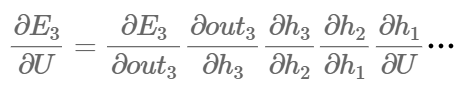 ∂E₃/∂U = ∂E₃/∂out₃ ∂out₃/∂h₃ ∂h₃/∂h₂ ∂h₂/∂h₁ ∂h₁/∂U ⋯